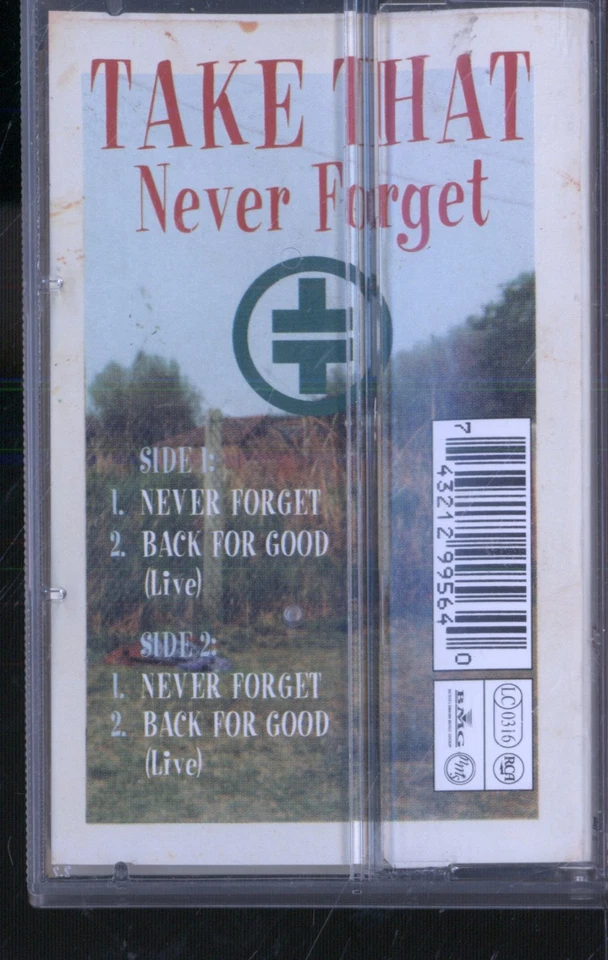 TAKE THAT
Never Forget
SIDE 1:
1. NEVER FORGET
2. BACK FOR GOOD
(Live)
SIDE 2:
1. NEVER FORGET
2. BACK FOR GOOD
(Live)
7 43212 99564 0
LC 0316
RCA
BMG